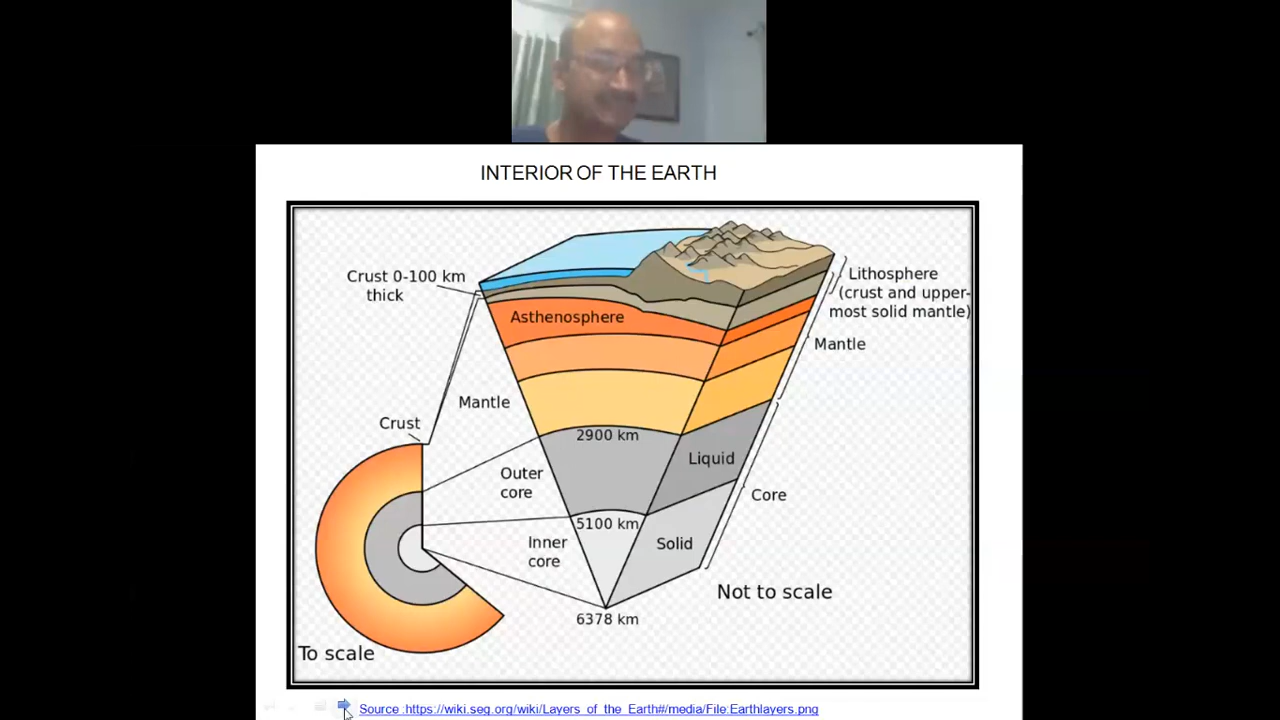 INTERIOR OF THE EARTH
Crust 0-100 km
thick
Asthenosphere
Lithosphere
(crust and upper-
most solid mantle)
Mantle
Mantle
Crust
2900 km
Outer
core
Liquid
Core
5100 km
Inner
core
Solid
Not to scale
6378 km
To scale
Source :https://wiki.seg.org/wiki/Layers_of_the_Earth#/media/File:Earthlayers.png